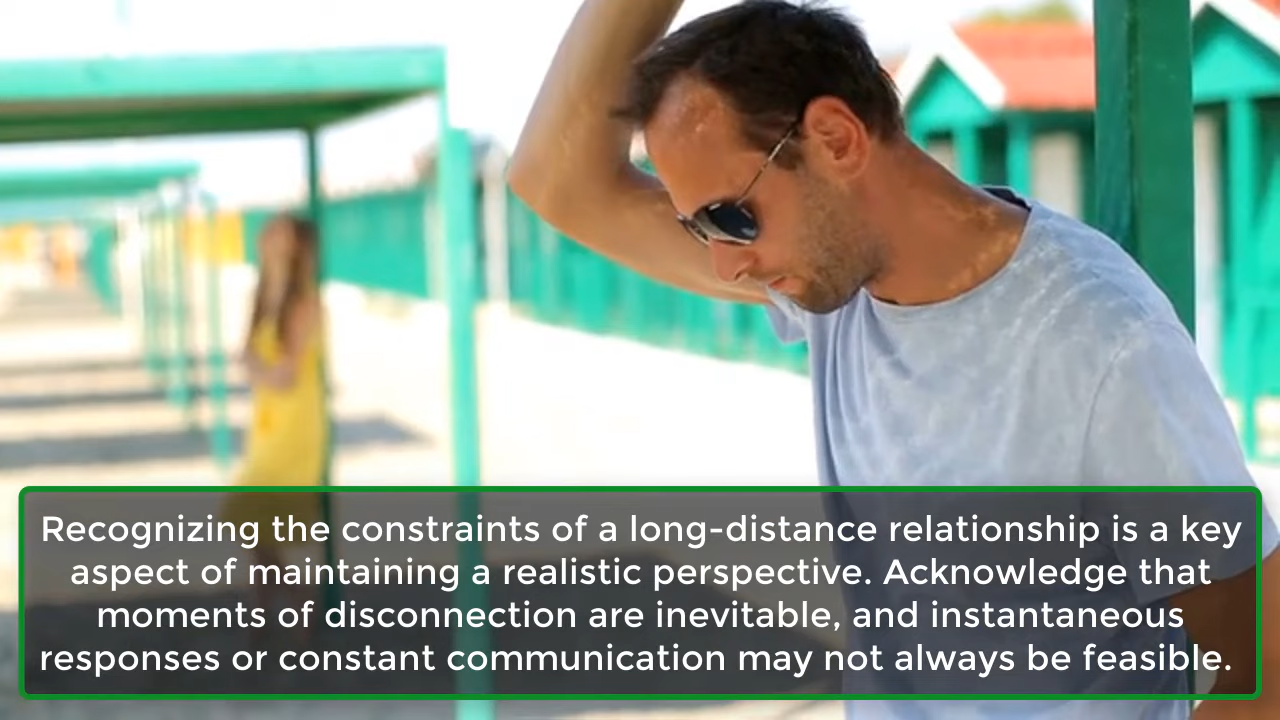 Recognizing the constraints of a long-distance relationship is a key
aspect of maintaining a realistic perspective. Acknowledge that
moments of disconnection are inevitable, and instantaneous
responses or constant communication may not always be feasible.